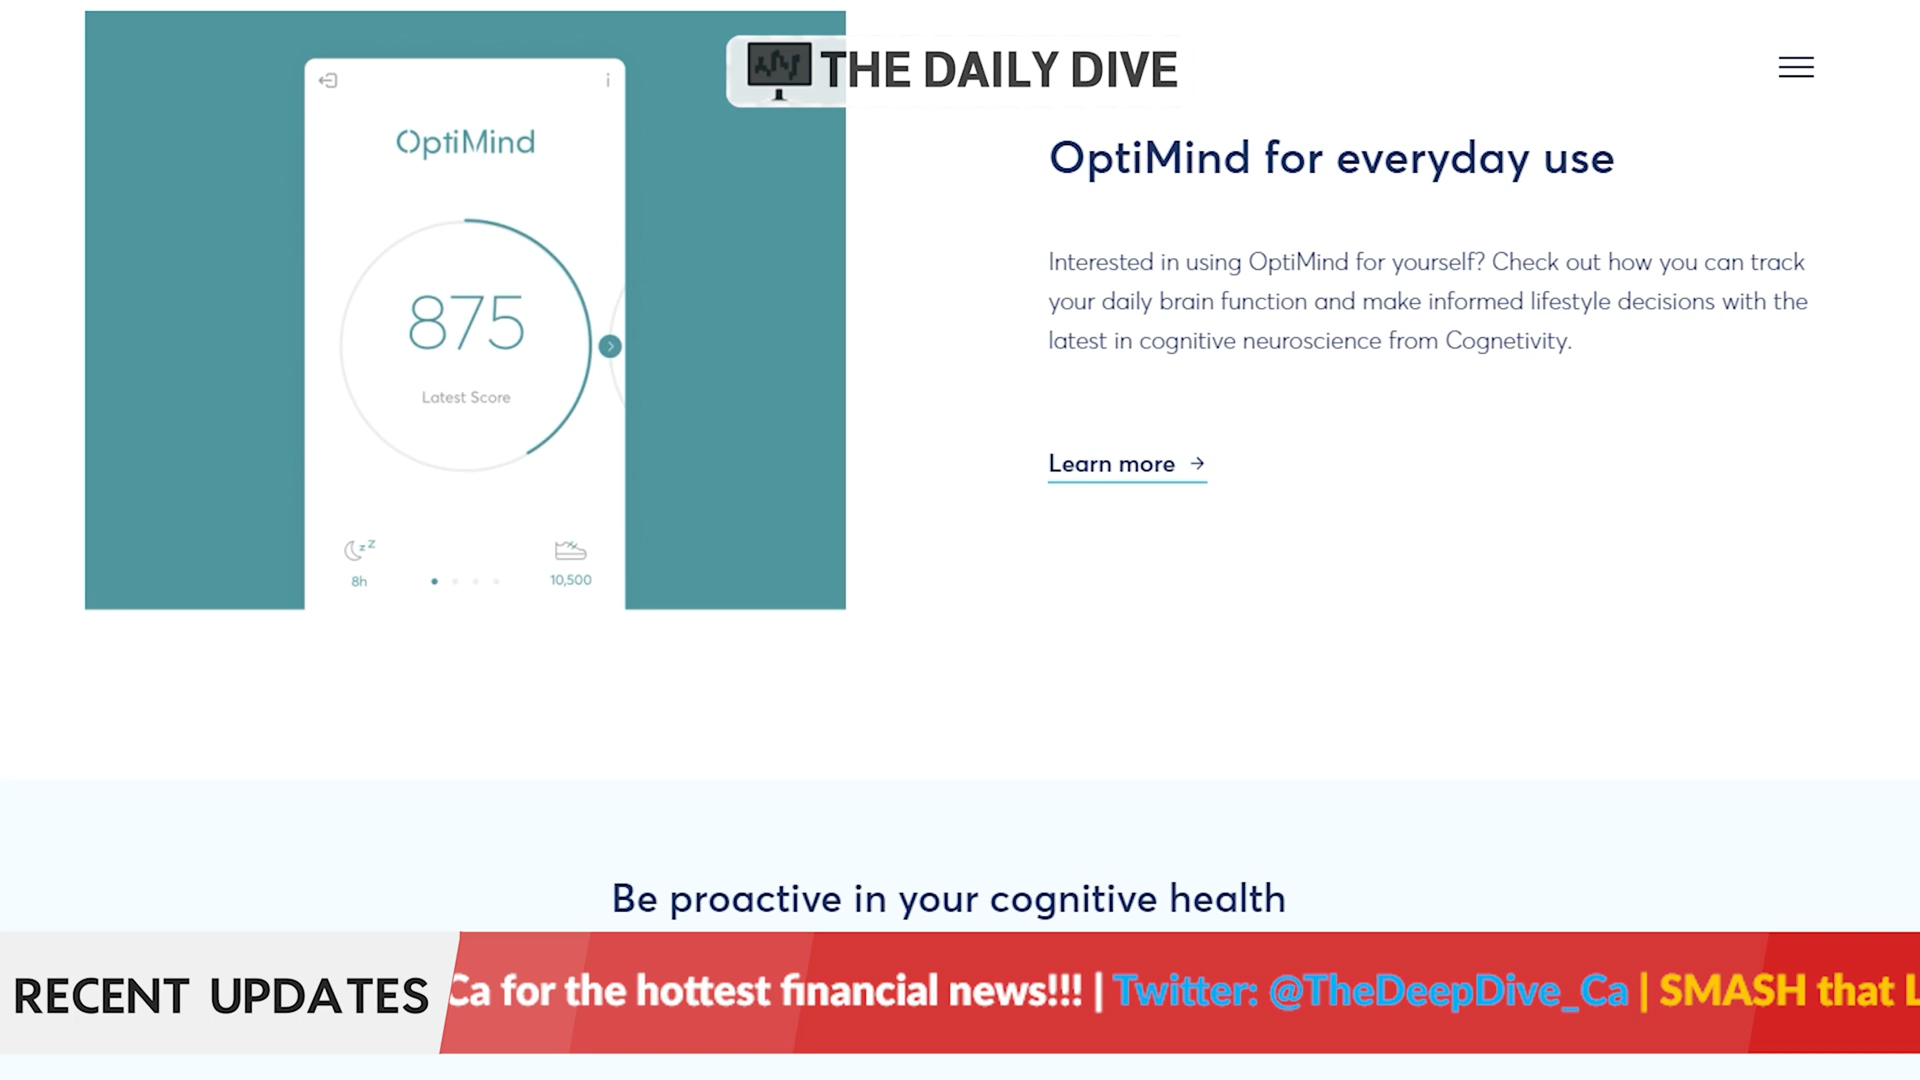 THE DAILY DIVE
i
OptiMind
875
Latest Score
8h
10,500
OptiMind for everyday use
Interested in using OptiMind for yourself? Check out how you can track
your daily brain function and make informed lifestyle decisions with the
latest in cognitive neuroscience from Cognetivity.
Learn more →
Be proactive in your cognitive health
RECENT UPDATES
Ca for the hottest financial news!!! | Twitter: @TheDeepDive_Ca | SMASH that L